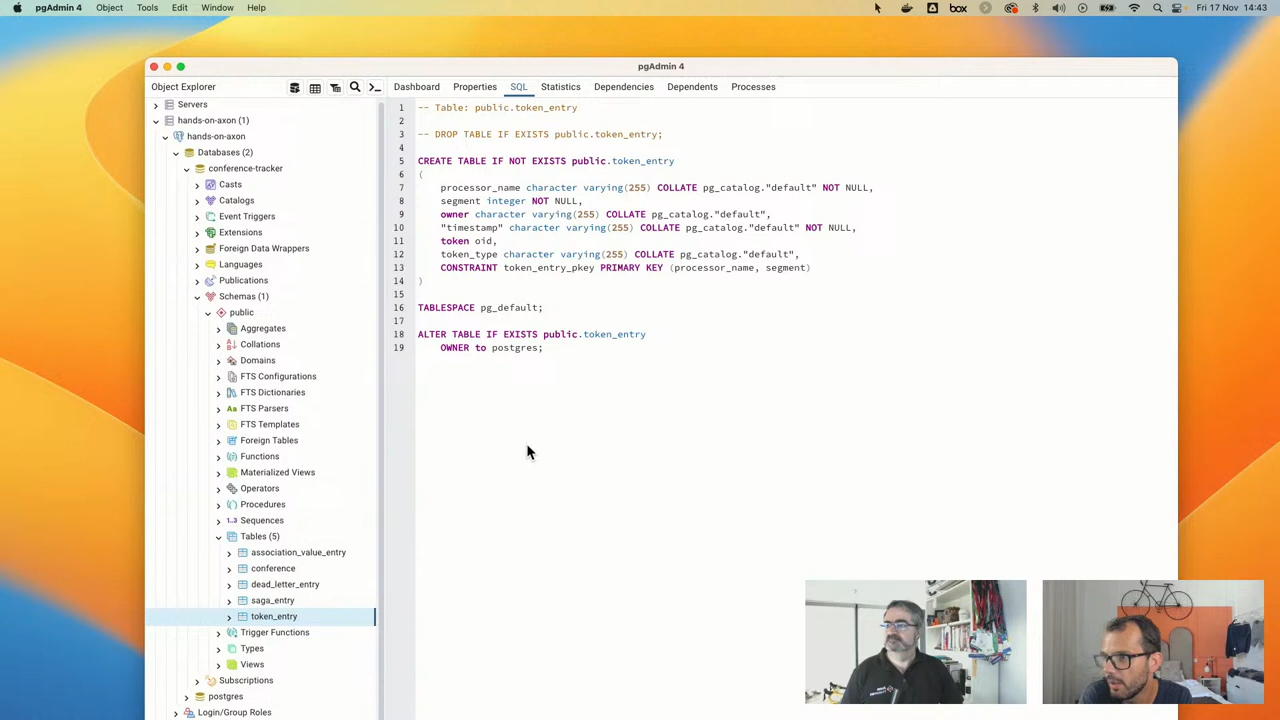 pgAdmin 4 Object Tools Edit Window Help box Fri 17 Nov 14:43
pgAdmin 4
Object Explorer
Dashboard Properties SQL Statistics Dependencies Dependents Processes
Servers
hands-on-axon (1)
hands-on-axon
Databases (2)
conference-tracker
Casts
Catalogs
Event Triggers
Extensions
Foreign Data Wrappers
Languages
Publications
Schemas (1)
public
Aggregates
Collations
Domains
FTS Configurations
FTS Dictionaries
Aa FTS Parsers
FTS Templates
Foreign Tables
Functions
Materialized Views
Operators
Procedures
1..3 Sequences
Tables (5)
association_value_entry
conference
dead_letter_entry
saga_entry
token_entry
Trigger Functions
Types
Views
Subscriptions
postgres
Login/Group Roles
1 -- Table: public.token_entry
2
3 -- DROP TABLE IF EXISTS public.token_entry;
4
5 CREATE TABLE IF NOT EXISTS public.token_entry
6 (
7 processor_name character varying(255) COLLATE pg_catalog."default" NOT NULL,
8 segment integer NOT NULL,
9 owner character varying(255) COLLATE pg_catalog."default",
10 "timestamp" character varying(255) COLLATE pg_catalog."default" NOT NULL,
11 token oid,
12 token_type character varying(255) COLLATE pg_catalog."default",
13 CONSTRAINT token_entry_pkey PRIMARY KEY (processor_name, segment)
14 )
15
16 TABLESPACE pg_default;
17
18 ALTER TABLE IF EXISTS public.token_entry
19 OWNER to postgres;